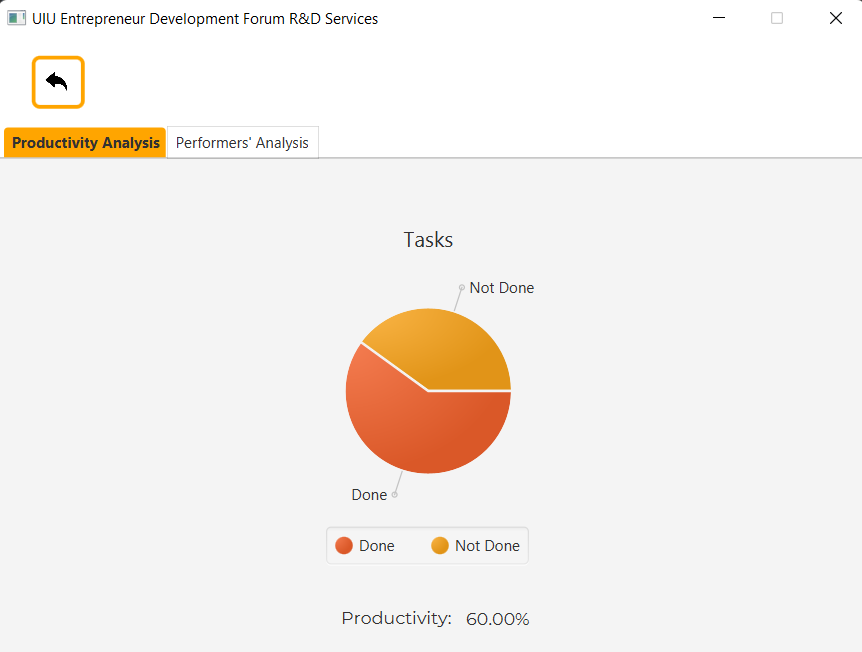 UIU Entrepreneur Development Forum R&D Services
Productivity Analysis Performers' Analysis
Tasks
Not Done
Done
Done Not Done
Productivity: 60.00%